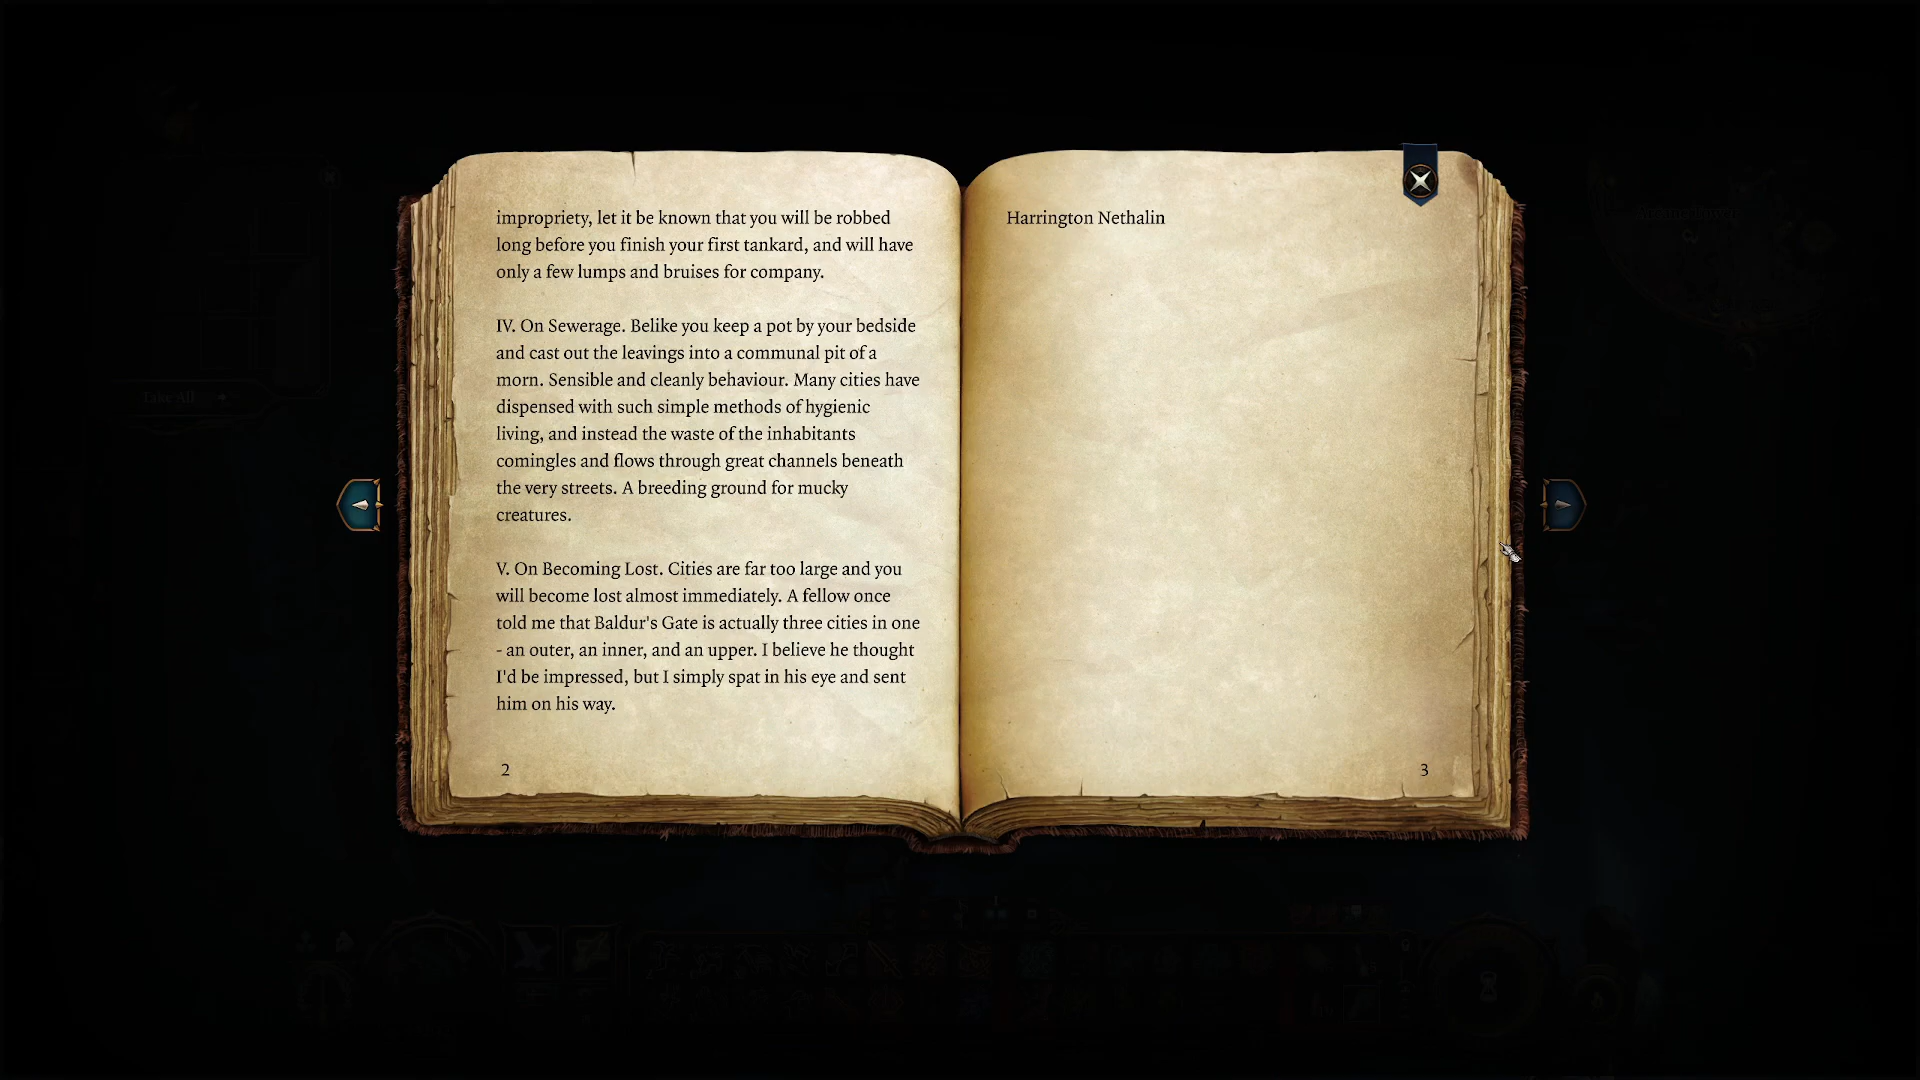 impropriety, let it be known that you will be robbed
long before you finish your first tankard, and will have
only a few lumps and bruises for company.
IV. On Sewerage. Belike you keep a pot by your bedside
and cast out the leavings into a communal pit of a
morn. Sensible and cleanly behaviour. Many cities have
dispensed with such simple methods of hygienic
living, and instead the waste of the inhabitants
comingles and flows through great channels beneath
the very streets. A breeding ground for mucky
creatures.
V. On Becoming Lost. Cities are far too large and you
will become lost almost immediately. A fellow once
told me that Baldur's Gate is actually three cities in one
- an outer, an inner, and an upper. I believe he thought
I'd be impressed, but I simply spat in his eye and sent
him on his way.
2
Harrington Nethalin
3
Take All